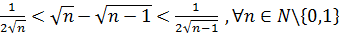 1/(2√n) < √n − √(n−1) < 1/(2√(n−1)) , ∀n ∈ N\{0,1}